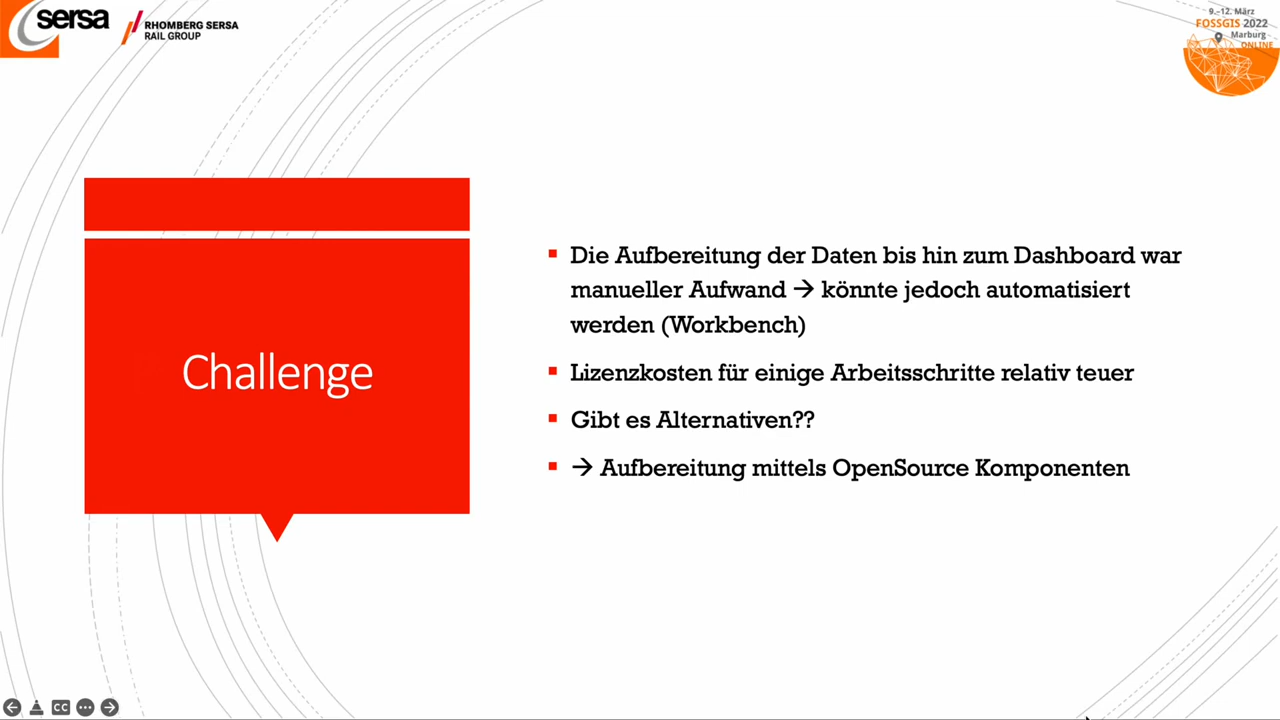 sersa
RHOMBERG SERSA
RAIL GROUP
9.–12. März
FOSSGIS 2022
Marburg
ONLINE
Challenge
Die Aufbereitung der Daten bis hin zum Dashboard war
manueller Aufwand → könnte jedoch automatisiert
werden (Workbench)
Lizenzkosten für einige Arbeitsschritte relativ teuer
Gibt es Alternativen??
→ Aufbereitung mittels OpenSource Komponenten
CC